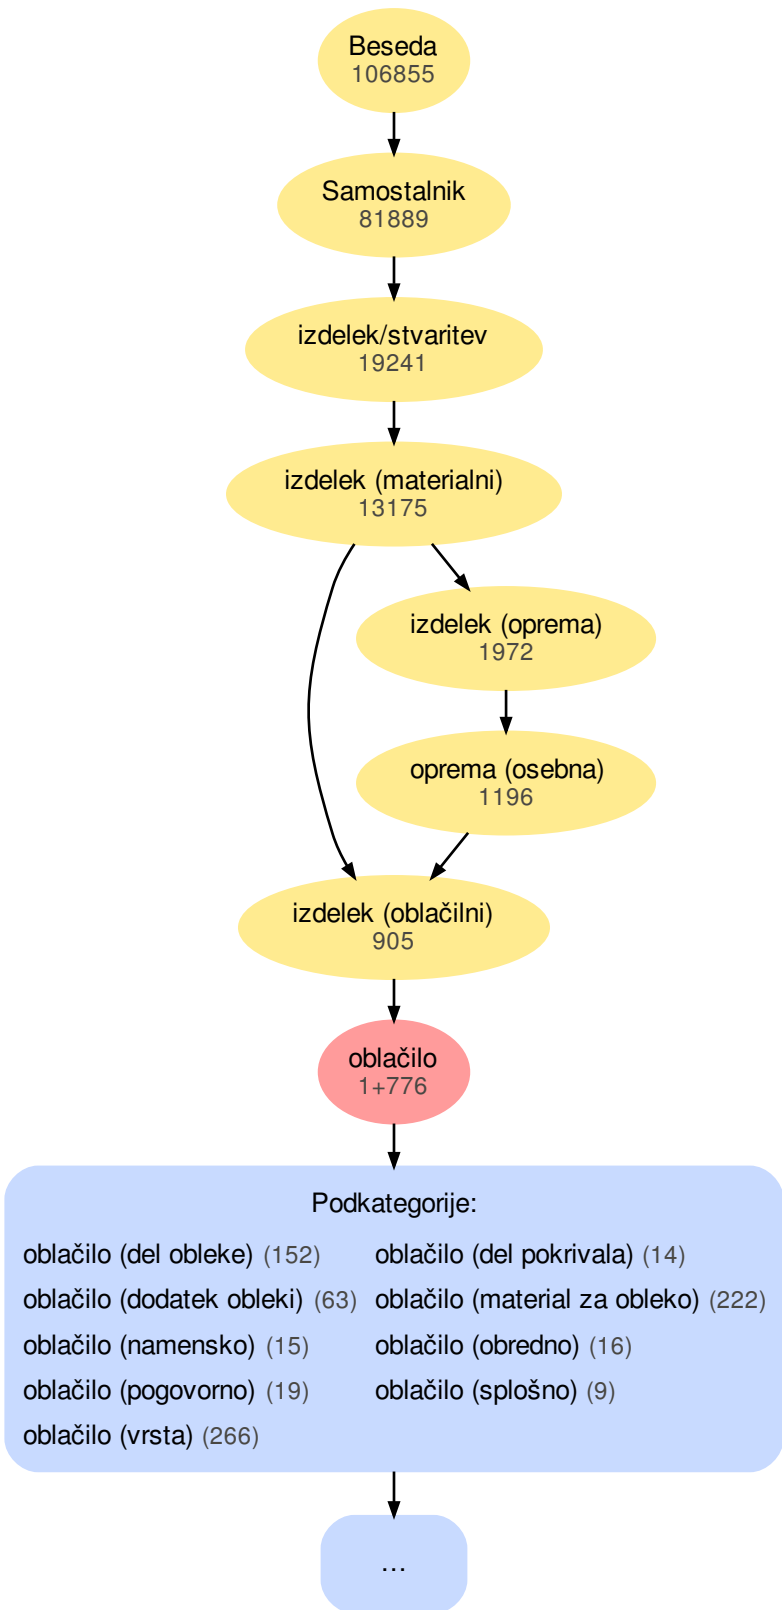 Beseda
106855
Samostalnik
81889
izdelek/stvaritev
19241
izdelek (materialni)
13175
izdelek (oprema)
1972
oprema (osebna)
1196
izdelek (oblačilni)
905
oblačilo
1+776
Podkategorije:
oblačilo (del obleke) (152) oblačilo (del pokrivala) (14)
oblačilo (dodatek obleki) (63) oblačilo (material za obleko) (222)
oblačilo (namensko) (15) oblačilo (obredno) (16)
oblačilo (pogovorno) (19) oblačilo (splošno) (9)
oblačilo (vrsta) (266)
...